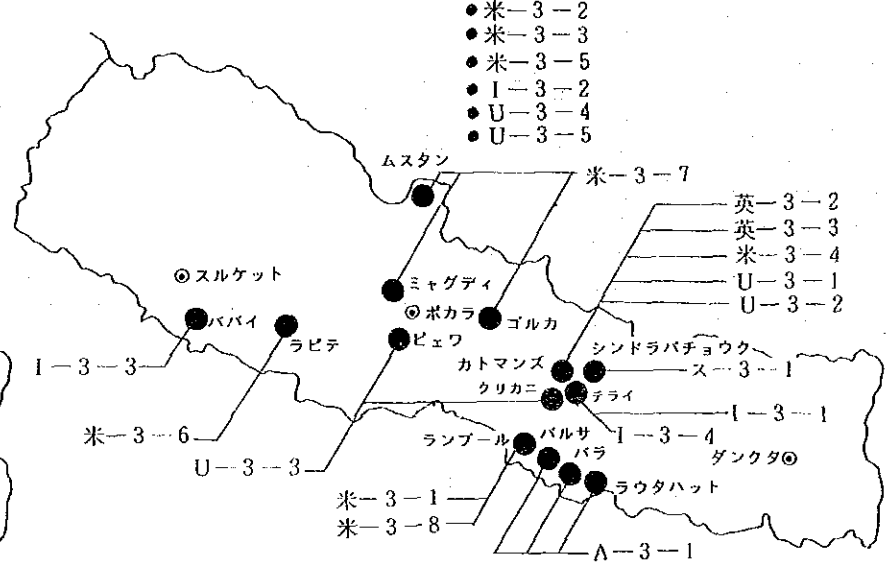 ●米-3-2
●米-3-3
●米-3-5
●I-3-2
●U-3-4
●U-3-5
ムスタン
米-3-7
英-3-2
英-3-3
米-3-4
U-3-1
U-3-2
◎スルケット
ミャグディ
◎ポカラ
ババイ
ラピテ
ピェワ
ゴルカ
シンドラパチョウク
カトマンズ
I-3-3
ス-3-1
クリカニ
テライ
I-3-1
米-3-6
I-3-4
ランプール
バルサ
バラ
ダンクタ◎
U-3-3
ラウタハット
米-3-1
米-3-8
A-3-1